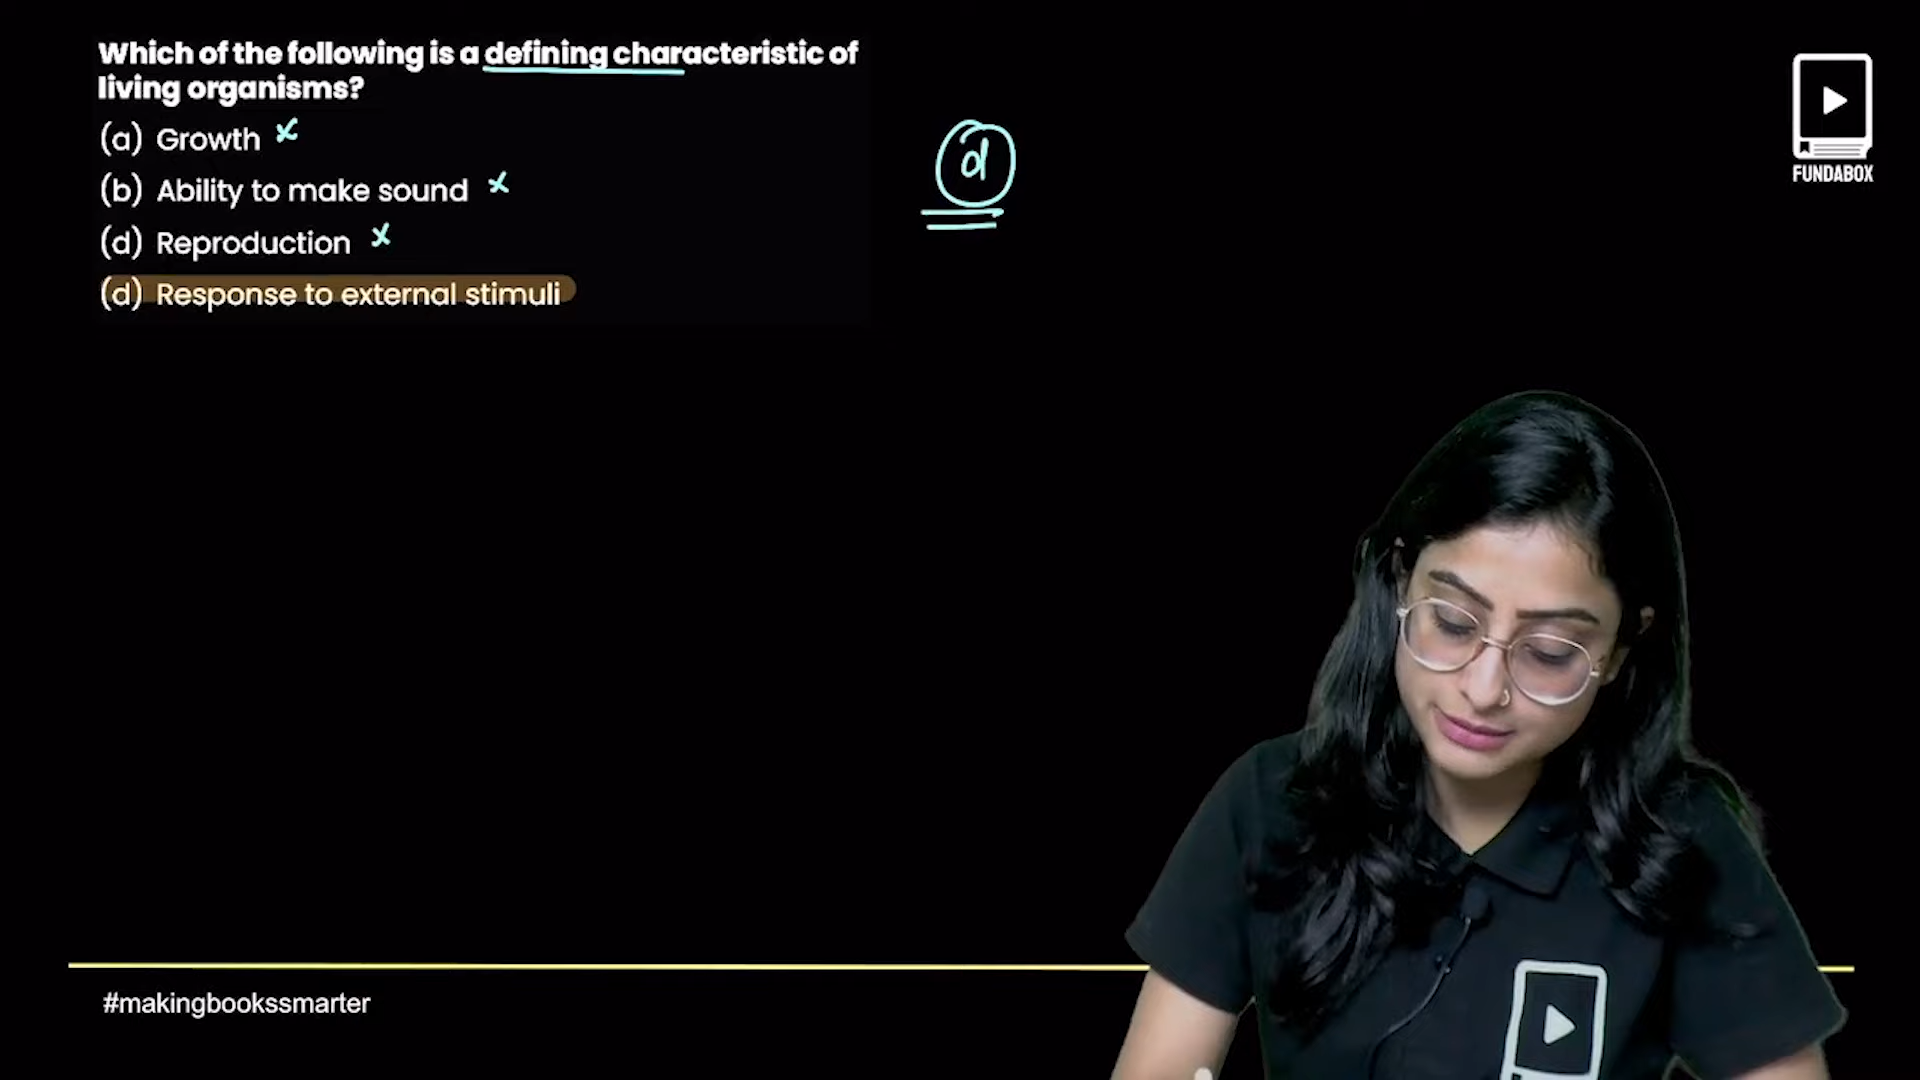 Which of the following is a defining characteristic of
living organisms?
(a) Growth x
(b) Ability to make sound x
(d) Reproduction x
(d) Response to external stimuli
d
FUNDABOX
#makingbookssmarter